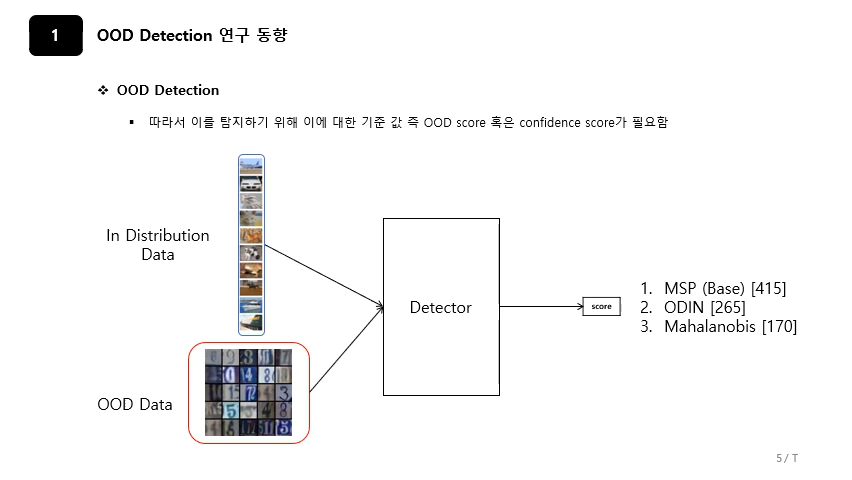 1
OOD Detection 연구 동향
❖ OOD Detection
▪ 따라서 이를 탐지하기 위해 이에 대한 기준 값 즉 OOD score 혹은 confidence score가 필요함
In Distribution
Data
Detector
score
1. MSP (Base) [415]
2. ODIN [265]
3. Mahalanobis [170]
OOD Data
5 / T